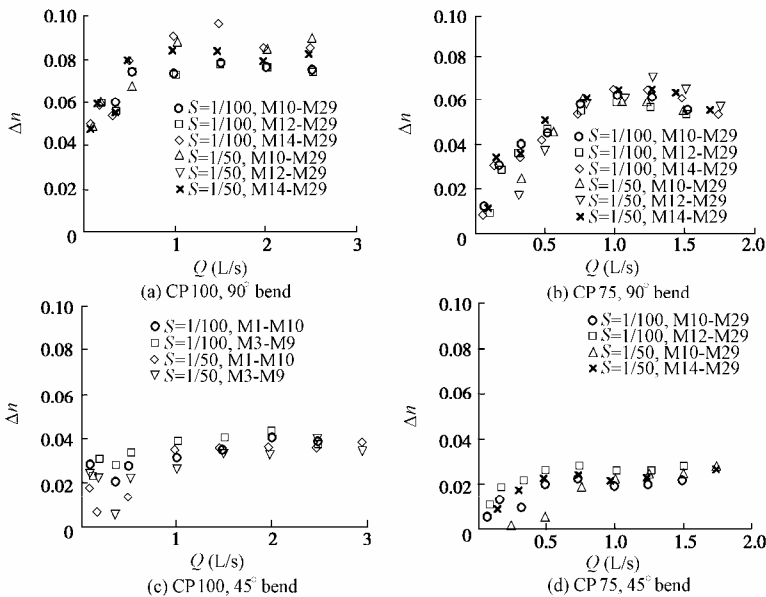 0.10
0.08
0.06
0.04
0.02
0
Δn
○ S=1/100, M10-M29
□ S=1/100, M12-M29
◇ S=1/100, M14-M29
△ S=1/50, M10-M29
▽ S=1/50, M12-M29
× S=1/50, M14-M29
1 2 3
Q (L/s)
(a) CP100, 90° bend
0.10
0.08
0.06
0.04
0.02
0
Δn
○ S=1/100, M10-M29
□ S=1/100, M12-M29
◇ S=1/100, M14-M29
△ S=1/50, M10-M29
▽ S=1/50, M12-M29
× S=1/50, M14-M29
0.5 1.0 1.5 2.0
Q (L/s)
(b) CP75, 90° bend
0.10
0.08
0.06
0.04
0.02
0
Δn
○ S=1/100, M1-M10
□ S=1/100, M3-M9
◇ S=1/50, M1-M10
▽ S=1/50, M3-M9
1 2 3
Q (L/s)
(c) CP100, 45° bend
0.10
0.08
0.06
0.04
0.02
0
Δn
○ S=1/100, M10-M29
□ S=1/100, M12-M29
△ S=1/50, M10-M29
× S=1/50, M14-M29
0.5 1.0 1.5 2.0
Q (L/s)
(d) CP75, 45° bend